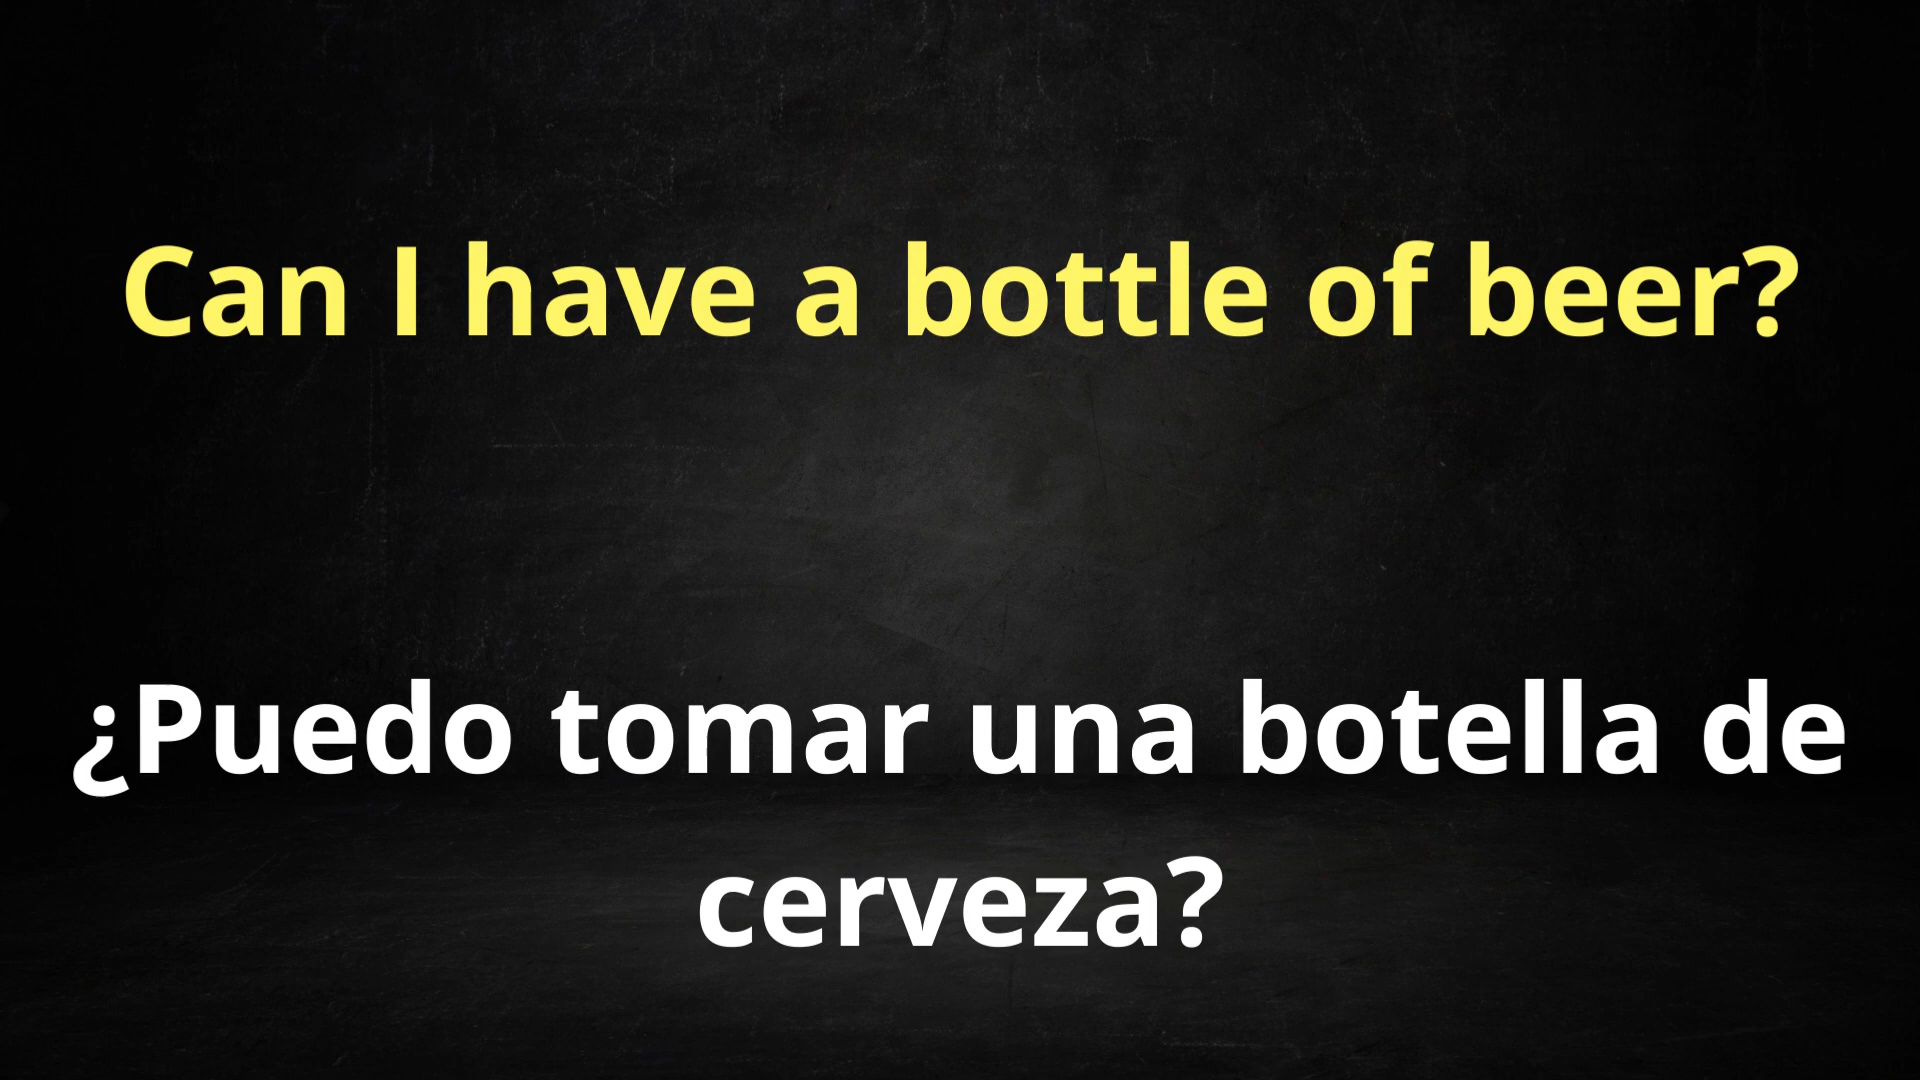 Can I have a bottle of beer?
¿Puedo tomar una botella de
cerveza?